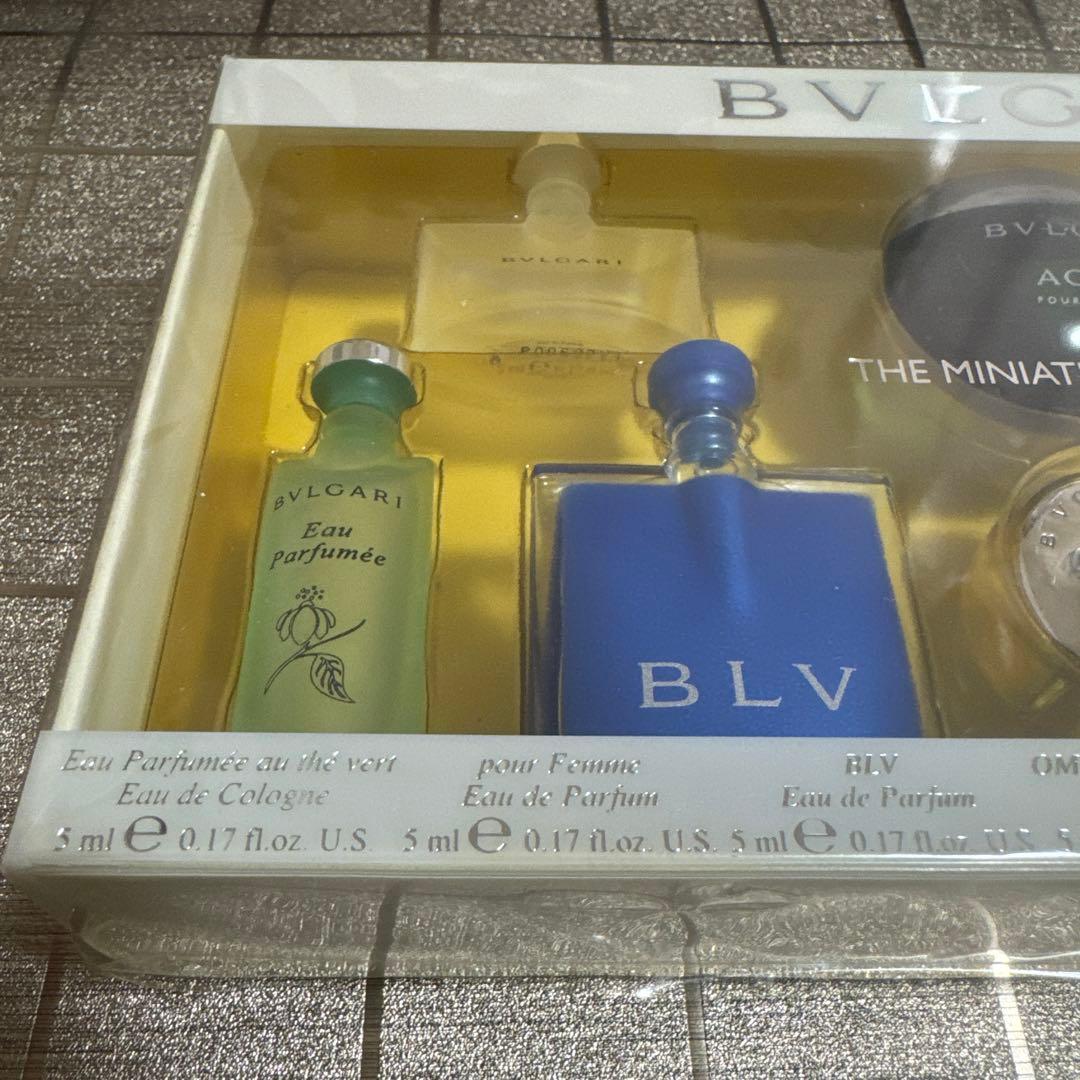 BVLG
BVLGARI
BVLG
THE MINIAT
BVLGARI
Eau
Parfumée
BLV
Eau Parfumée au thé vert
Eau de Cologne
5 ml e 0.17 fl.oz. U.S.
pour Femme
Eau de Parfum
5 ml e 0.17 fl.oz. U.S.
BLV
Eau de Parfum
5 ml e 0.17 fl.oz. U.S.
OM
5